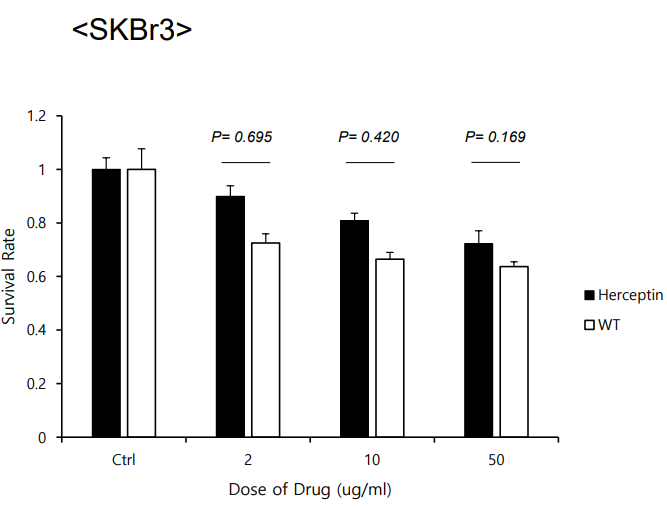 <SKBr3>
P= 0.695 P= 0.420 P= 0.169
1.2
1
0.8
0.6
0.4
0.2
0
Survival Rate
Ctrl 2 10 50
Dose of Drug (ug/ml)
Herceptin
WT